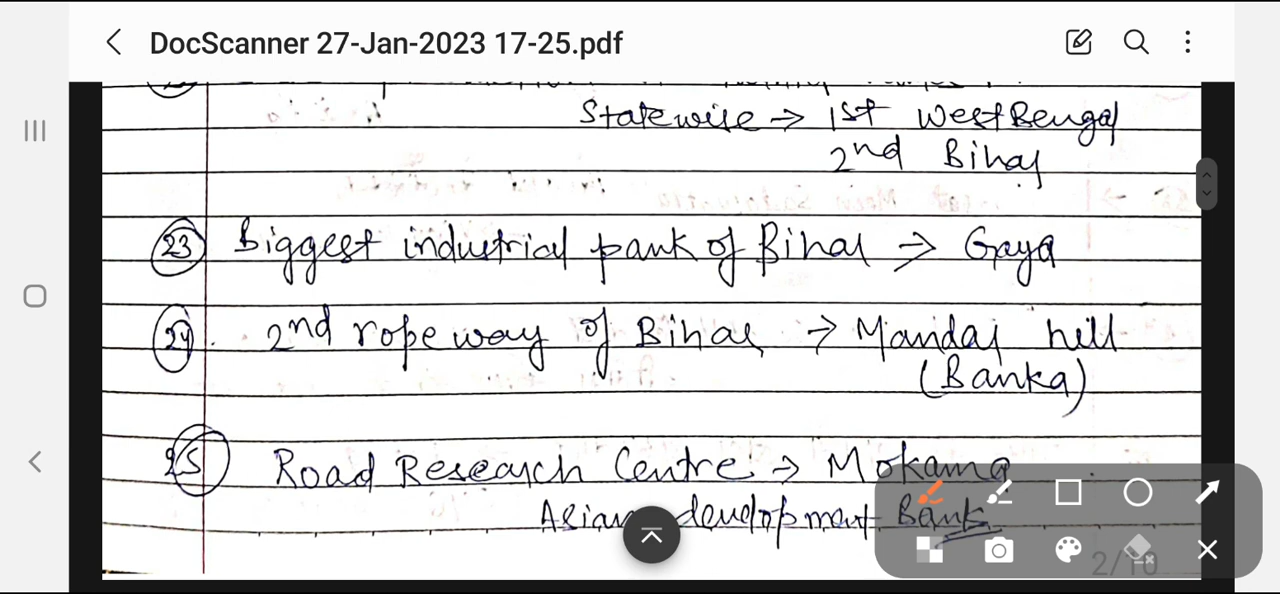 DocScanner 27-Jan-2023 17-25.pdf
Statewise → 1st West Bengal
2nd Bihar
23 Biggest industrial park of Bihar → Gaya
24. 2nd rope way of Bihar → Mandar hill
(Banka)
25 Road Research Centre → Mokama
Asian development Bank
2/10